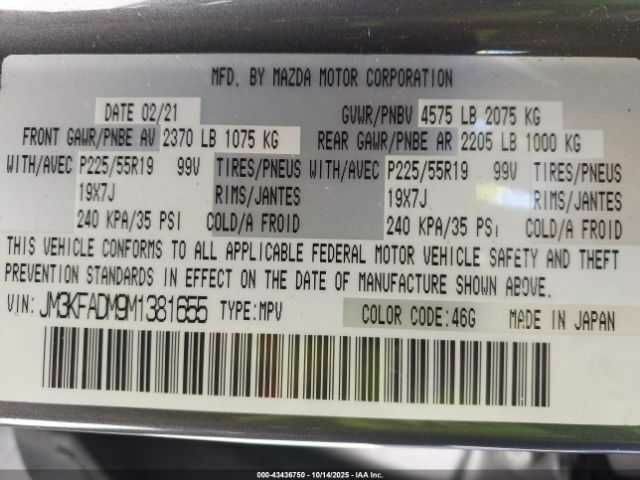 MFD. BY MAZDA MOTOR CORPORATION
DATE 02/21 GVWR/PNBV 4575 LB 2075 KG
FRONT GAWR/PNBE AV 2370 LB 1075 KG REAR GAWR/PNBE AR 2205 LB 1000 KG
WITH/AVEC P225/55R19 99V TIRES/PNEUS WITH/AVEC P225/55R19 99V TIRES/PNEUS
19X7J RIMS/JANTES 19X7J RIMS/JANTES
240 KPA/35 PSI COLD/A FROID 240 KPA/35 PSI COLD/A FROID
THIS VEHICLE CONFORMS TO ALL APPLICABLE FEDERAL MOTOR VEHICLE SAFETY AND THEFT
PREVENTION STANDARDS IN EFFECT ON THE DATE OF MANUFACTURE SHOWN ABOVE.
VIN: JM3KFADM9M1381655 TYPE:MPV COLOR CODE:46G MADE IN JAPAN
000-43436750 - 10/14/2025 - IAAI, Inc.